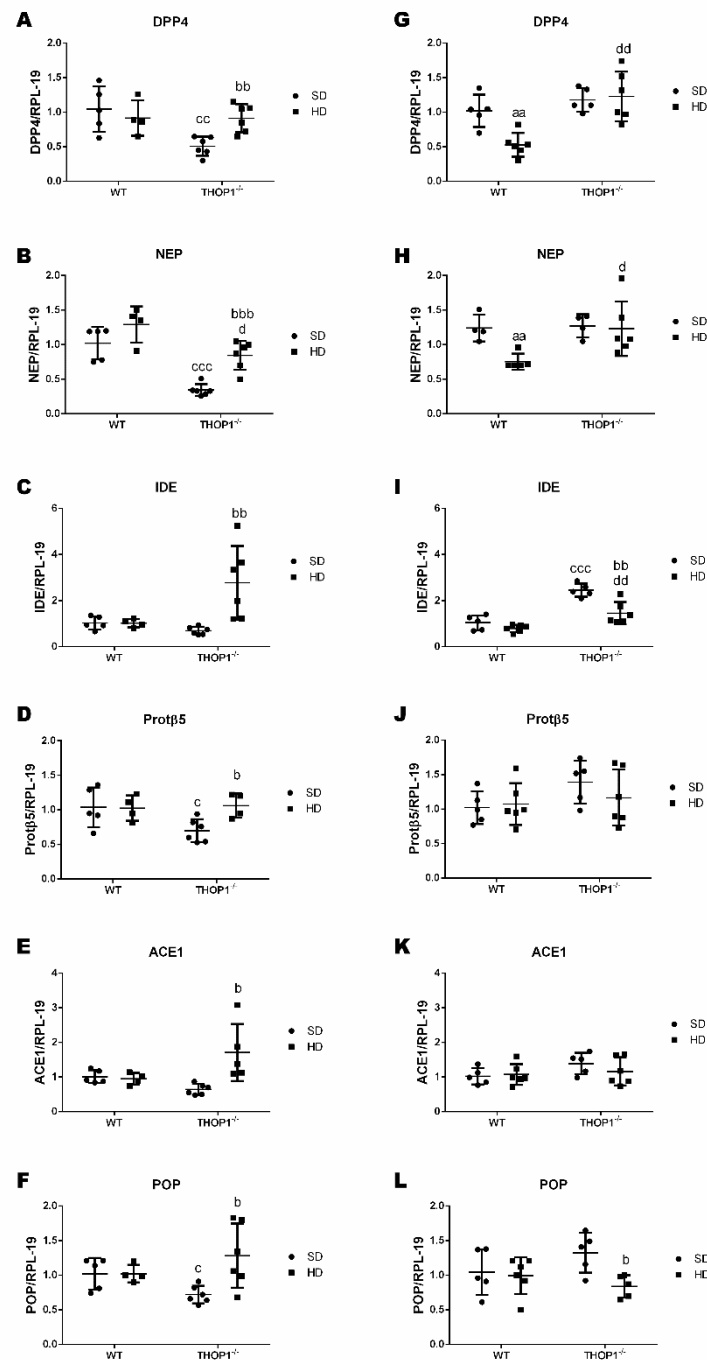 A
DPP4
DPP4/RPL-19
2.0
1.5
1.0
0.5
0.0
cc
bb
WT
THOP1-/-
SD
HD
G
DPP4
DPP4/RPL-19
2.0
1.5
1.0
0.5
0.0
aa
dd
WT
THOP1-/-
SD
HD
B
NEP
NEP/RPL-19
2.0
1.5
1.0
0.5
0.0
ccc
bbb
d
WT
THOP1-/-
SD
HD
H
NEP
NEP/RPL-19
2.0
1.5
1.0
0.5
0.0
aa
d
WT
THOP1-/-
SD
HD
C
IDE
IDE/RPL-19
6
4
2
0
bb
WT
THOP1-/-
SD
HD
I
IDE
IDE/RPL-19
6
4
2
0
ccc
bb
dd
WT
THOP1-/-
SD
HD
D
Protβ5
Protβ5/RPL-19
2.0
1.5
1.0
0.5
0.0
c
b
WT
THOP1-/-
SD
HD
J
Protβ5
Protβ5/RPL-19
2.0
1.5
1.0
0.5
0.0
WT
THOP1-/-
SD
HD
E
ACE1
ACE1/RPL-19
4
3
2
1
0
b
WT
THOP1-/-
SD
HD
K
ACE1
ACE1/RPL-19
4
3
2
1
0
WT
THOP1-/-
SD
HD
F
POP
POP/RPL-19
2.0
1.5
1.0
0.5
0.0
c
b
WT
THOP1-/-
SD
HD
L
POP
POP/RPL-19
2.0
1.5
1.0
0.5
0.0
b
WT
THOP1-/-
SD
HD